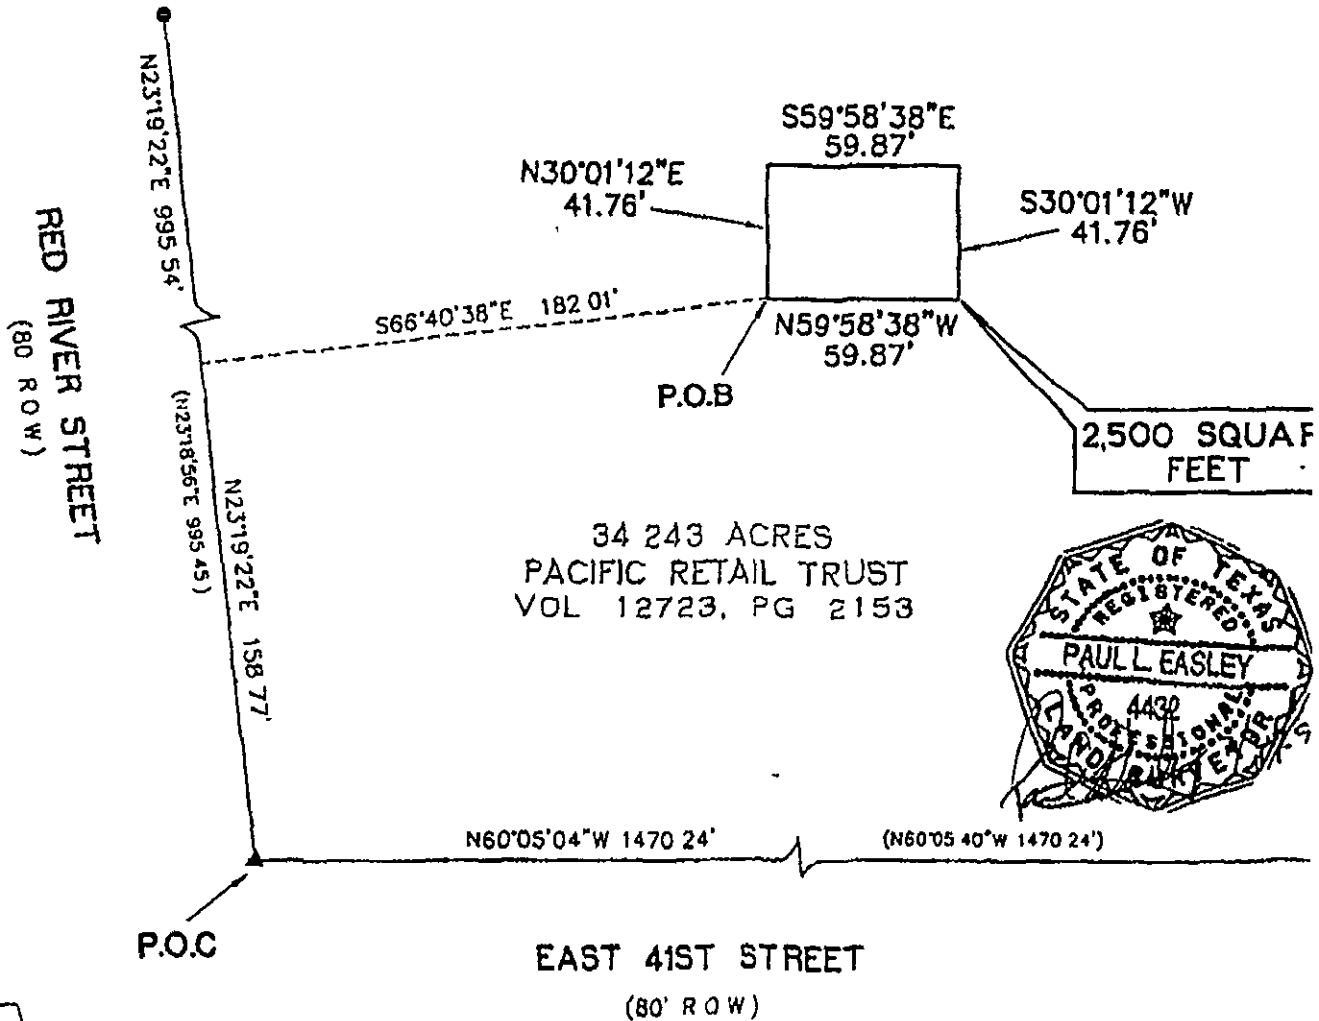 S59°58'38"E
59.87'
N30°01'12"E
41.76'
S30°01'12"W
41.76'
N23°19'22"E 995 54'
RED RIVER STREET
(80 ROW)
S66°40'38"E 182 01'
N59°58'38"W
59.87'
P.O.B
(N23°18'56"E 995 45)
N23°19'22"E 158 77'
2,500 SQUAR
FEET
34 243 ACRES
PACIFIC RETAIL TRUST
VOL 12723, PG 2153
STATE OF TEXAS
REGISTERED
PAUL L. EASLEY
4432
PROFESSIONAL
LAND SURVEYOR
N60°05'04"W 1470 24'
(N60°05 40"W 1470 24')
P.O.C
EAST 41ST STREET
(80' R O W)